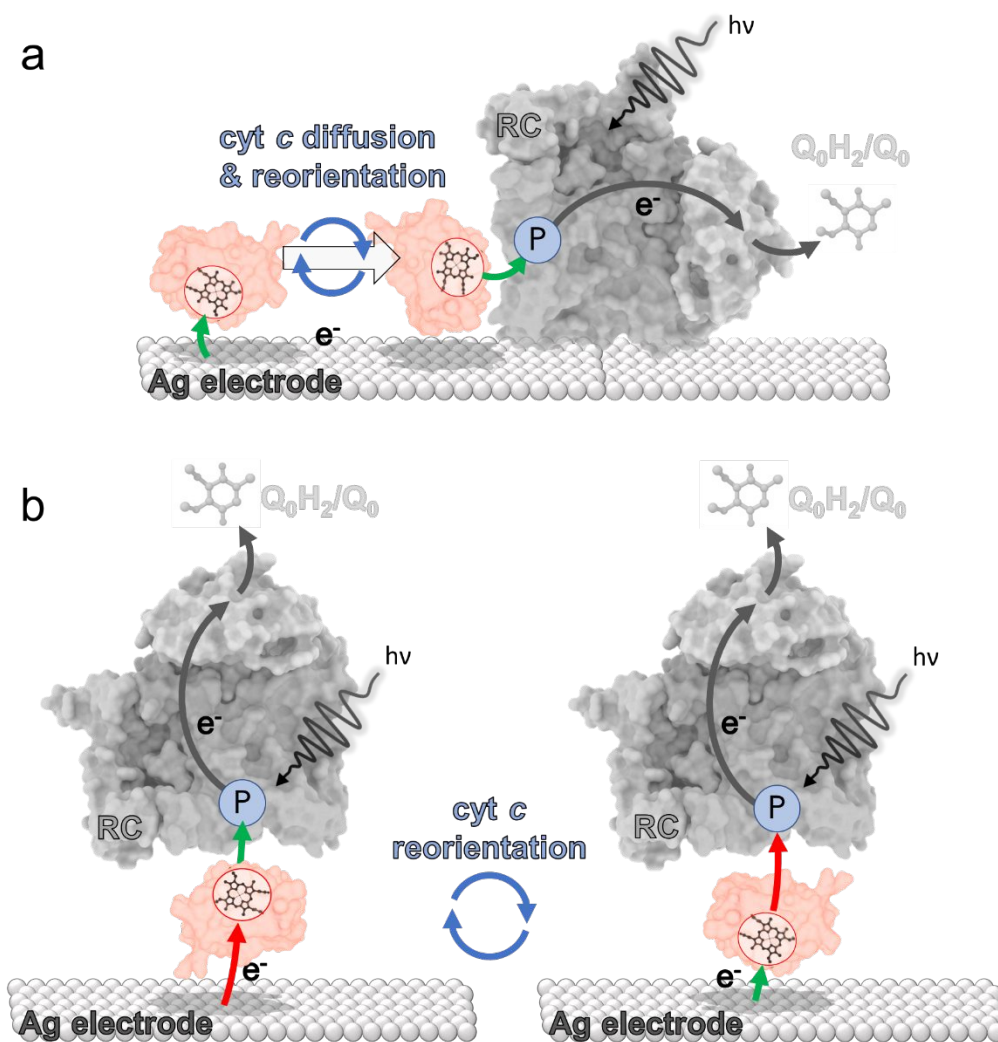 a
hν
RC
cyt c diffusion
& reorientation
Q₀H₂/Q₀
e⁻
P
e⁻
Ag electrode
b
Q₀H₂/Q₀
Q₀H₂/Q₀
hν
hν
e⁻
e⁻
P
P
RC
RC
cyt c
reorientation
e⁻
e⁻
Ag electrode
Ag electrode